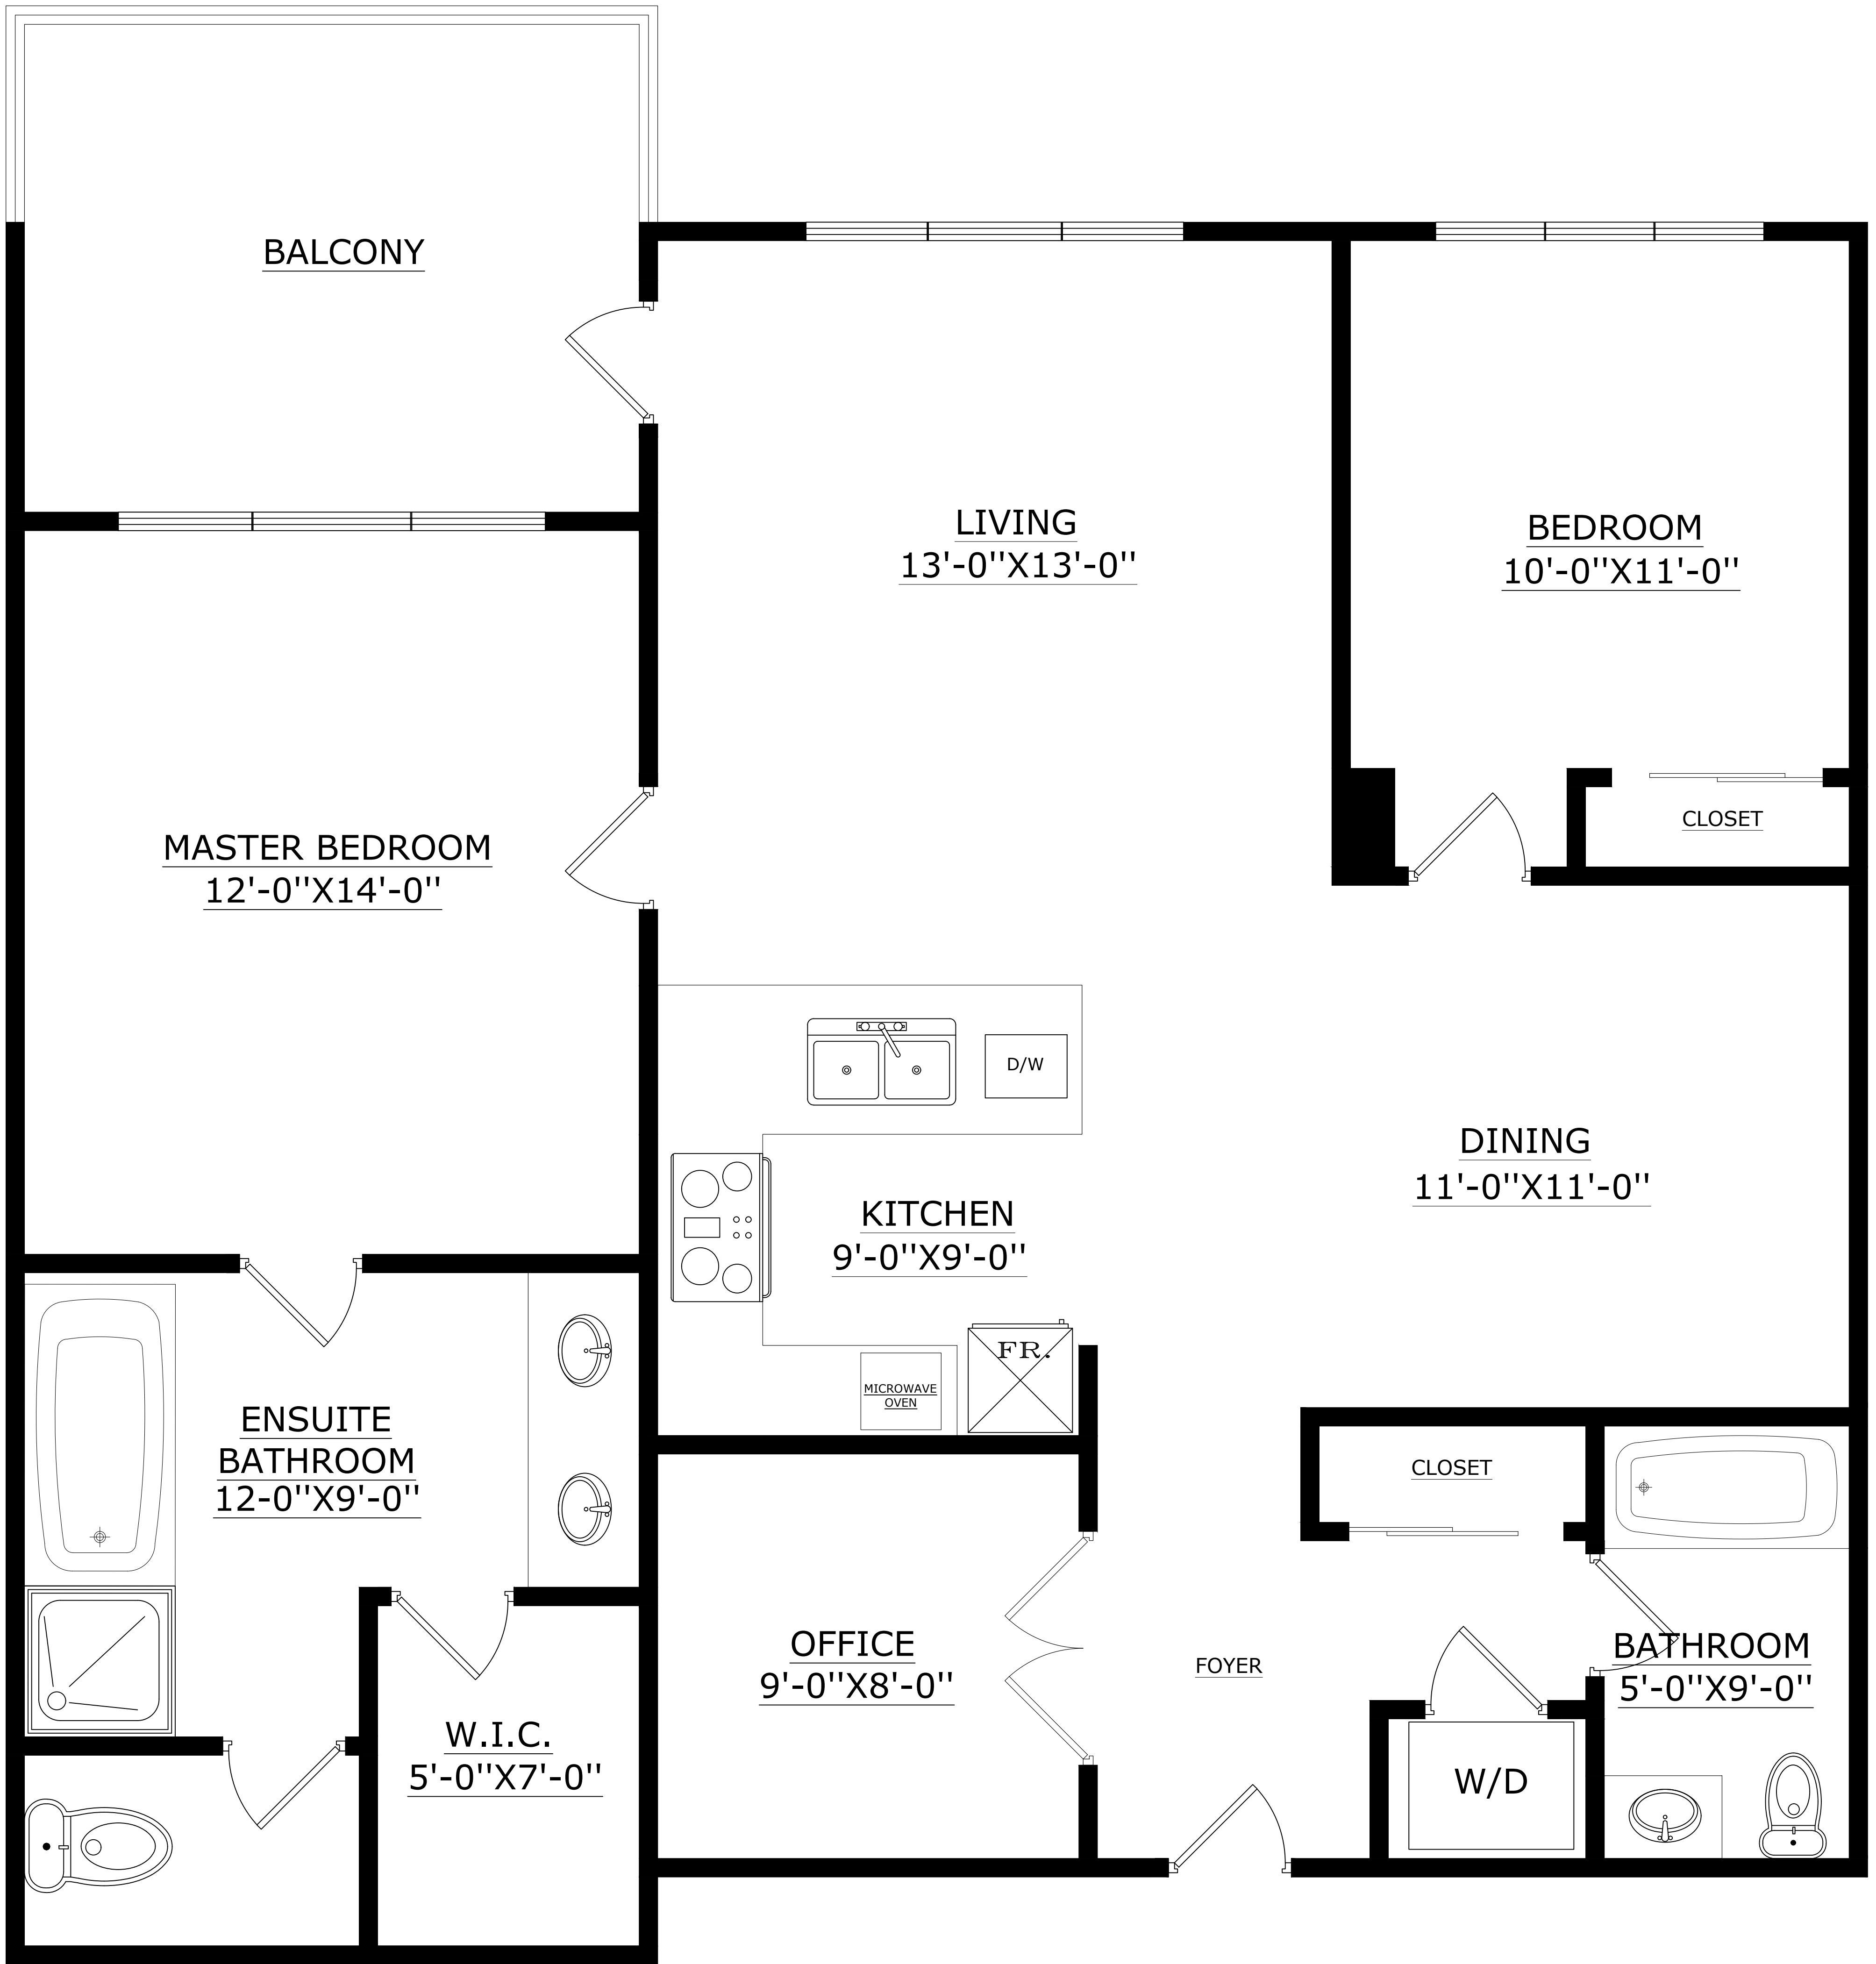 BALCONY
LIVING
13'-0''X13'-0''
BEDROOM
10'-0''X11'-0''
CLOSET
MASTER BEDROOM
12'-0''X14'-0''
D/W
DINING
11'-0''X11'-0''
KITCHEN
9'-0''X9'-0''
FR.
MICROWAVE
OVEN
ENSUITE
BATHROOM
12-0''X9'-0''
CLOSET
OFFICE
9'-0''X8'-0''
FOYER
BATHROOM
5'-0''X9'-0''
W.I.C.
5'-0''X7'-0''
W/D